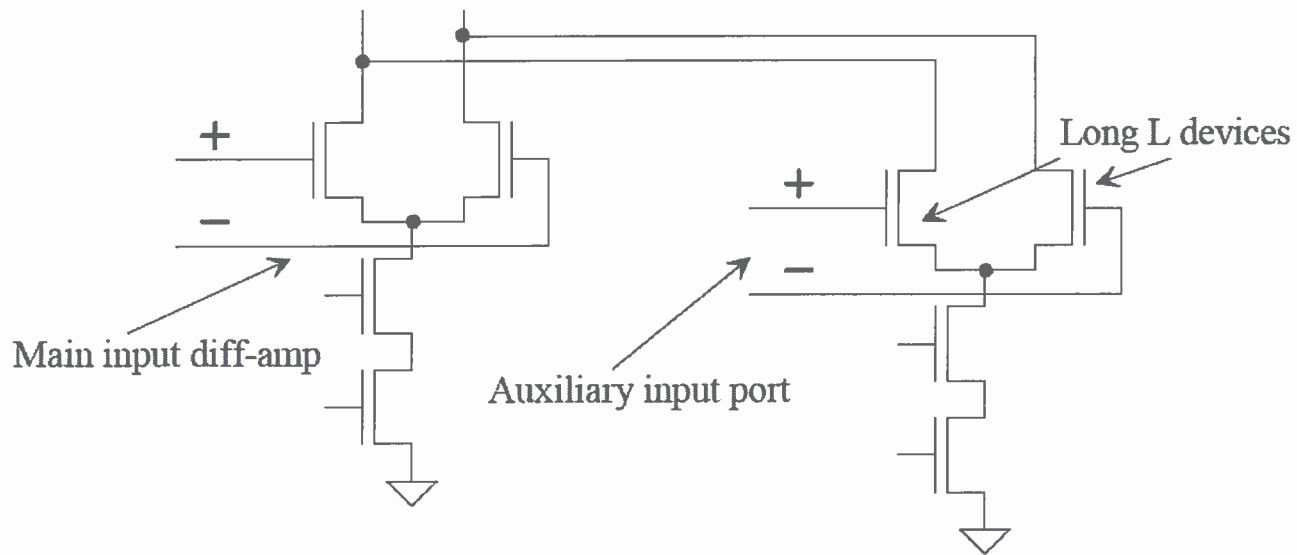 +
−
Main input diff-amp
+
−
Auxiliary input port
Long L devices